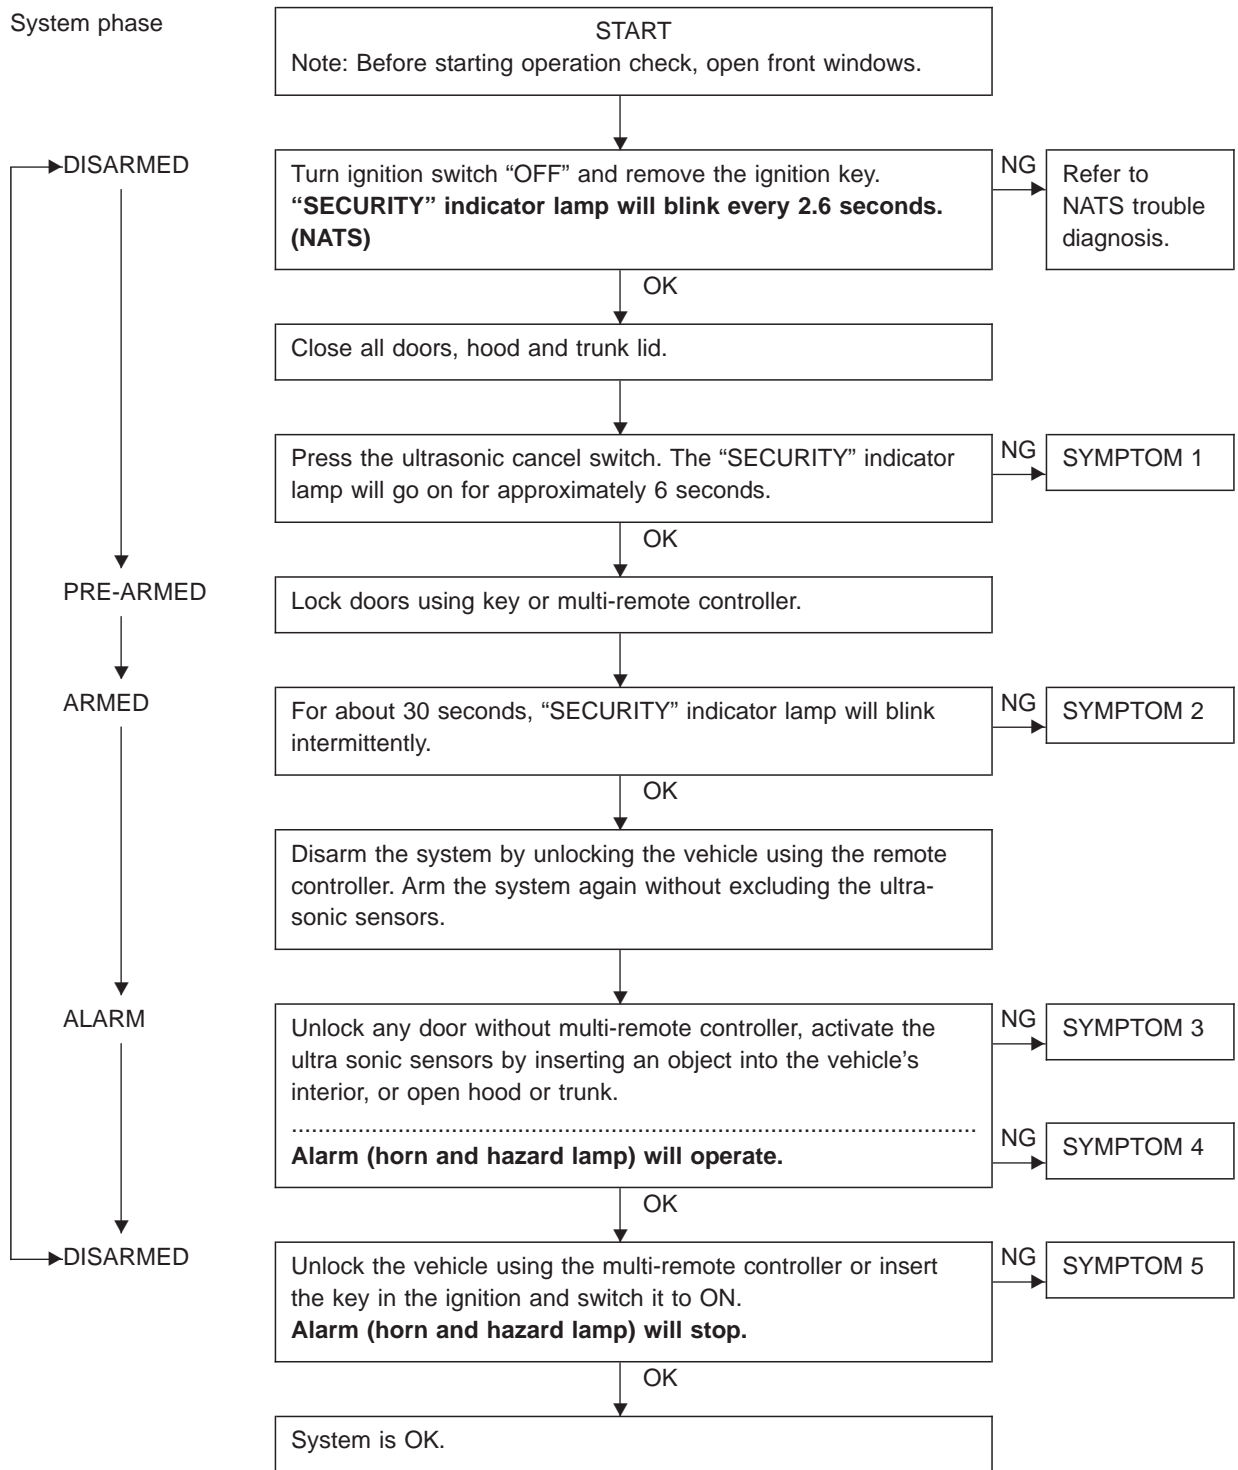 System phase
START
Note: Before starting operation check, open front windows.
DISARMED
Turn ignition switch “OFF” and remove the ignition key.
“SECURITY” indicator lamp will blink every 2.6 seconds.
(NATS)
NG
Refer to
NATS trouble
diagnosis.
OK
Close all doors, hood and trunk lid.
Press the ultrasonic cancel switch. The “SECURITY” indicator
lamp will go on for approximately 6 seconds.
NG
SYMPTOM 1
OK
PRE-ARMED
Lock doors using key or multi-remote controller.
ARMED
For about 30 seconds, “SECURITY” indicator lamp will blink
intermittently.
NG
SYMPTOM 2
OK
Disarm the system by unlocking the vehicle using the remote
controller. Arm the system again without excluding the ultra-
sonic sensors.
ALARM
Unlock any door without multi-remote controller, activate the
ultra sonic sensors by inserting an object into the vehicle’s
interior, or open hood or trunk.
NG
SYMPTOM 3
.......................................................................................................
Alarm (horn and hazard lamp) will operate.
NG
SYMPTOM 4
OK
DISARMED
Unlock the vehicle using the multi-remote controller or insert
the key in the ignition and switch it to ON.
Alarm (horn and hazard lamp) will stop.
NG
SYMPTOM 5
OK
System is OK.